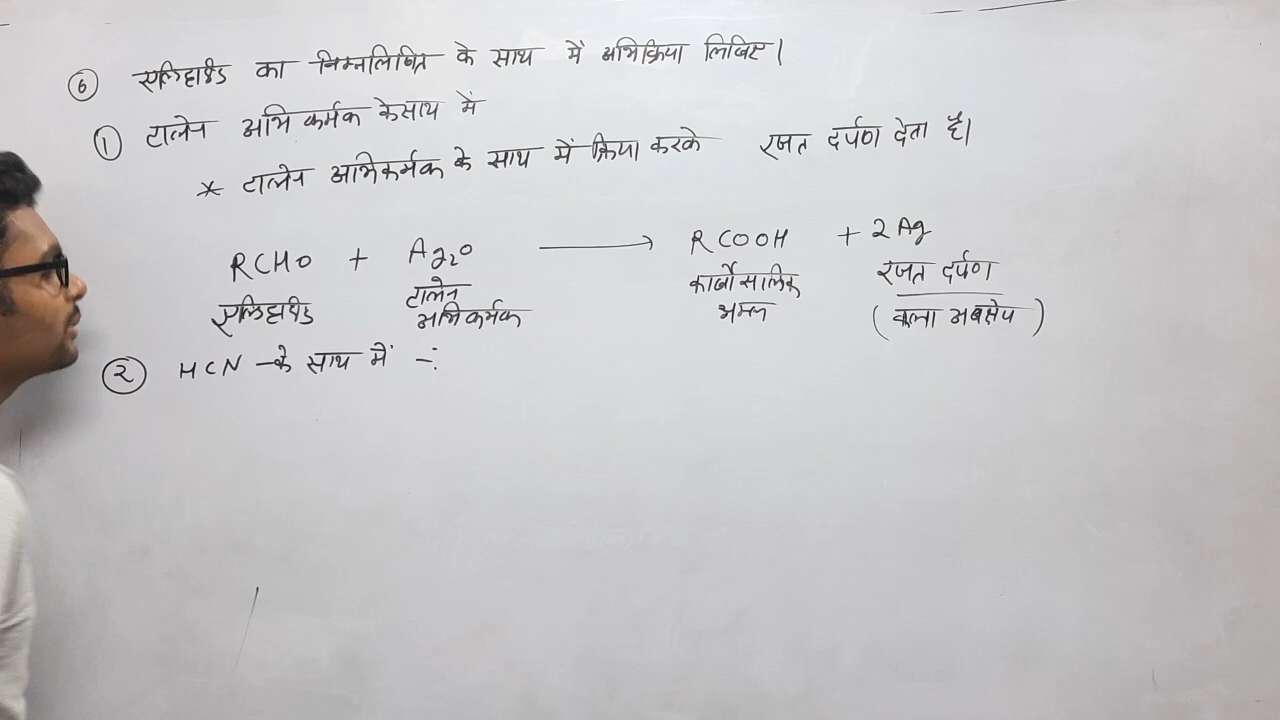 ⑥ एल्डिहाइड का निम्नलिखित के साथ में अभिक्रिया लिखिए।
① टालेन अभिकर्मक के साथ में
* टालेन अभिकर्मक के साथ में क्रिया करके रजत दर्पण देता है।
RCHO + Ag₂O ⟶ RCOOH + 2Ag
एल्डिहाइड टालेन अभिकर्मक कार्बोक्सालिक अम्ल रजत दर्पण
(काला अवक्षेप)
② HCN के साथ में -: